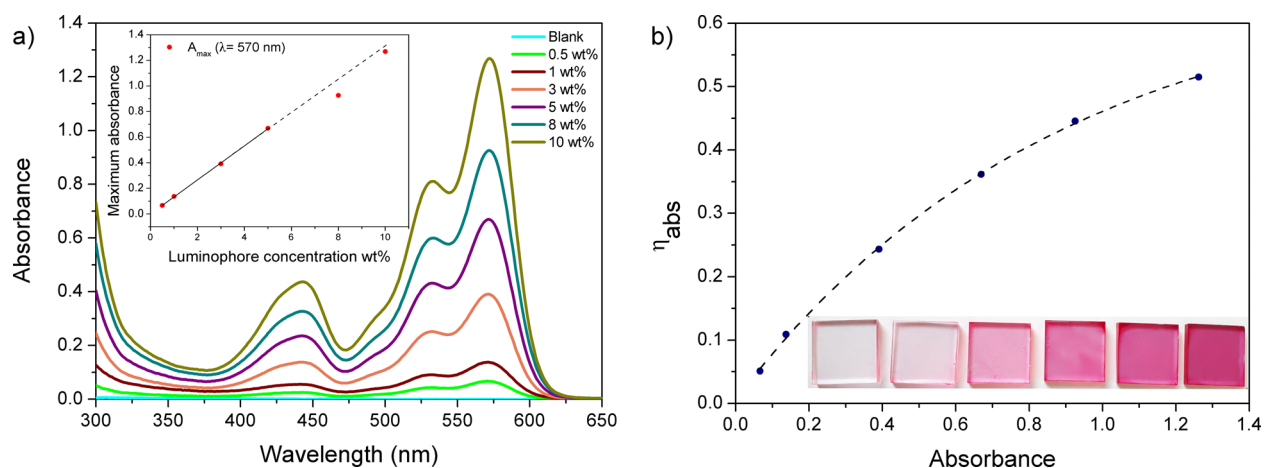 a)
1.4
1.2
1.0
0.8
0.6
0.4
0.2
0.0
Absorbance
300
350
400
450
500
550
600
650
Wavelength (nm)
1.4
1.2
1.0
0.8
0.6
0.4
0.2
0.0
Maximum absorbance
A_max (λ= 570 nm)
0
2
4
6
8
10
Luminophore concentration wt%
Blank
0.5 wt%
1 wt%
3 wt%
5 wt%
8 wt%
10 wt%
b)
0.6
0.5
0.4
0.3
0.2
0.1
0.0
η_abs
0.0
0.2
0.4
0.6
0.8
1.0
1.2
1.4
Absorbance